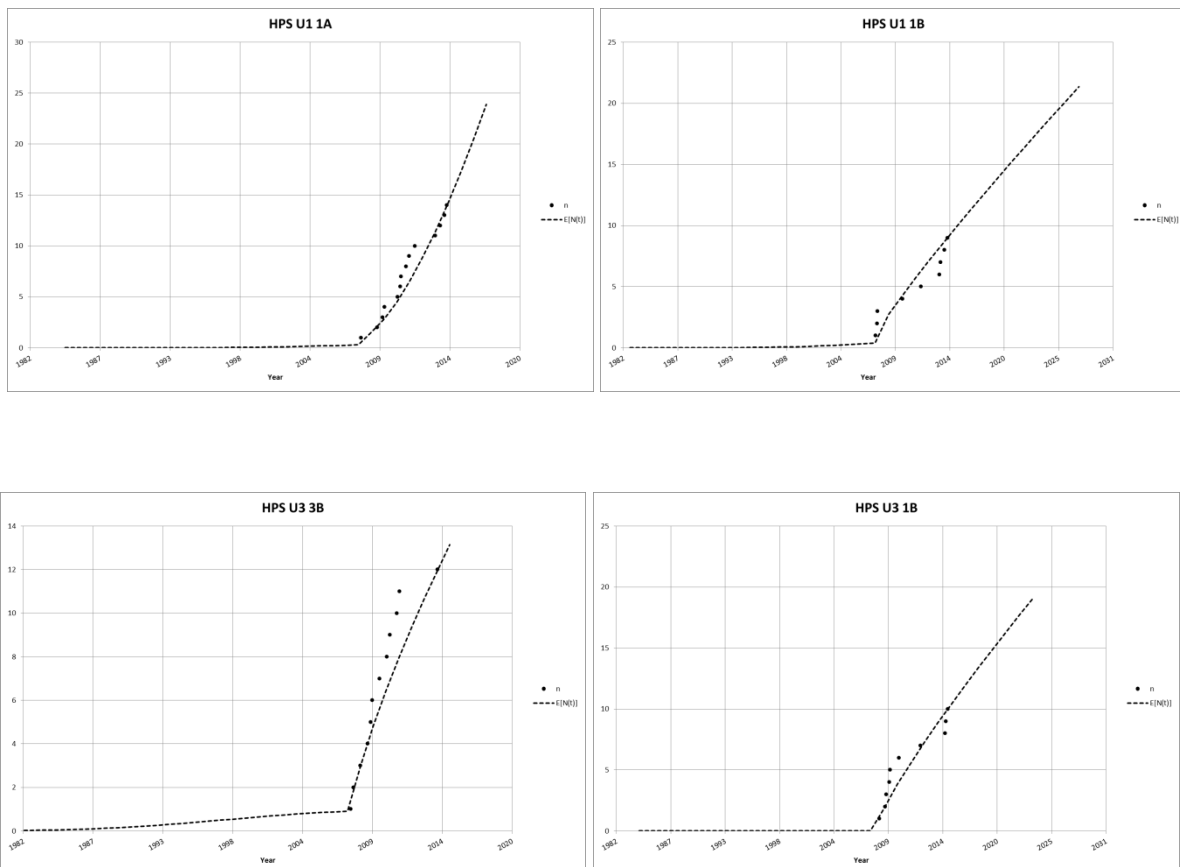 HPS U1 1A
30
25
20
15
10
5
0
1982 1987 1993 1998 2004 2009 2014 2020
Year
n
E[N(t)]
HPS U1 1B
25
20
15
10
5
0
1982 1987 1993 1998 2004 2009 2014 2020 2025 2031
Year
n
E[N(t)]
HPS U3 3B
14
12
10
8
6
4
2
0
1982 1987 1993 1998 2004 2009 2014 2020
Year
n
E[N(t)]
HPS U3 1B
25
20
15
10
5
0
1982 1987 1993 1998 2004 2009 2014 2020 2025 2031
Year
n
E[N(t)]